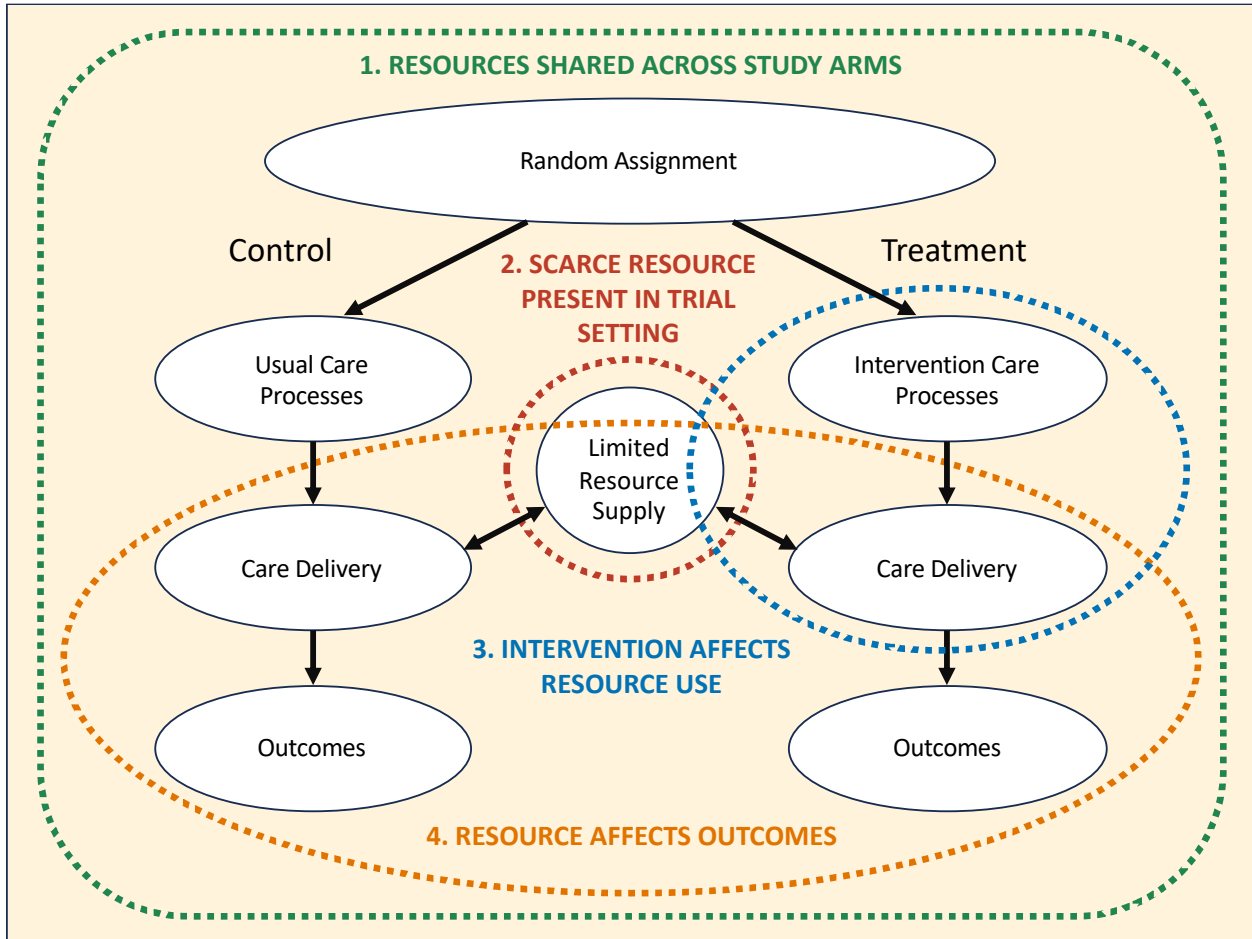 1. RESOURCES SHARED ACROSS STUDY ARMS
Random Assignment
Control
Treatment
2. SCARCE RESOURCE
PRESENT IN TRIAL
SETTING
Usual Care
Processes
Intervention Care
Processes
Limited
Resource
Supply
Care Delivery
Care Delivery
3. INTERVENTION AFFECTS
RESOURCE USE
Outcomes
Outcomes
4. RESOURCE AFFECTS OUTCOMES